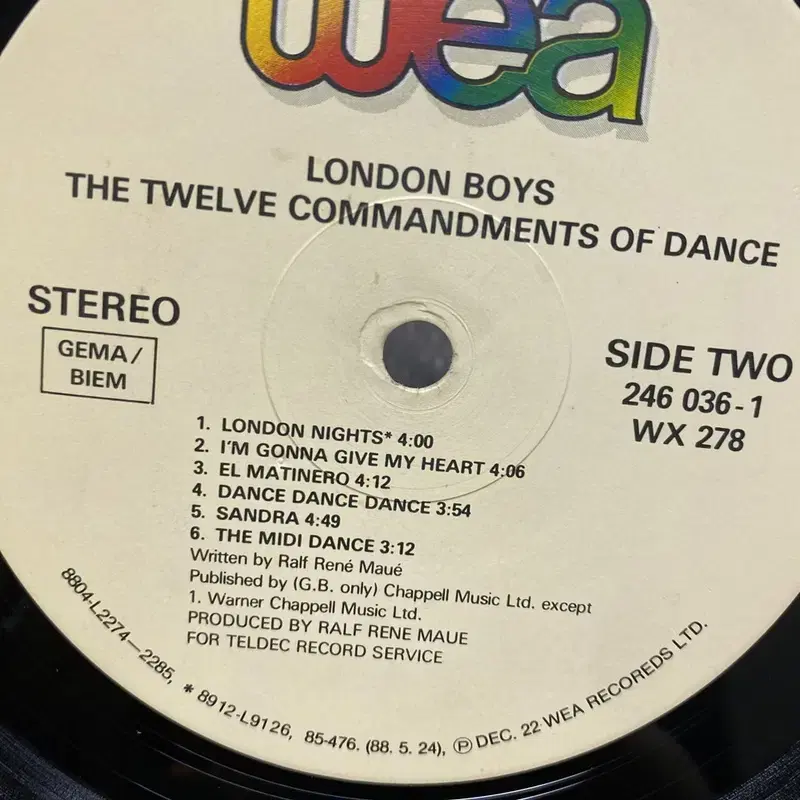 wea
LONDON BOYS
THE TWELVE COMMANDMENTS OF DANCE
STEREO
GEMA/
BIEM
SIDE TWO
246 036-1
WX 278
1. LONDON NIGHTS* 4:00
2. I'M GONNA GIVE MY HEART 4:06
3. EL MATINERO 4:12
4. DANCE DANCE DANCE 3:54
5. SANDRA 4:49
6. THE MIDI DANCE 3:12
Written by Ralf René Maué
Published by (G.B. only) Chappell Music Ltd. except
1. Warner Chappell Music Ltd.
PRODUCED BY RALF RENE MAUE
FOR TELDEC RECORD SERVICE
8804-L2274—2285, * 8912-L9126, 85-476. (88. 5. 24), ℗ DEC. 22 WEA RECOREDS LTD.